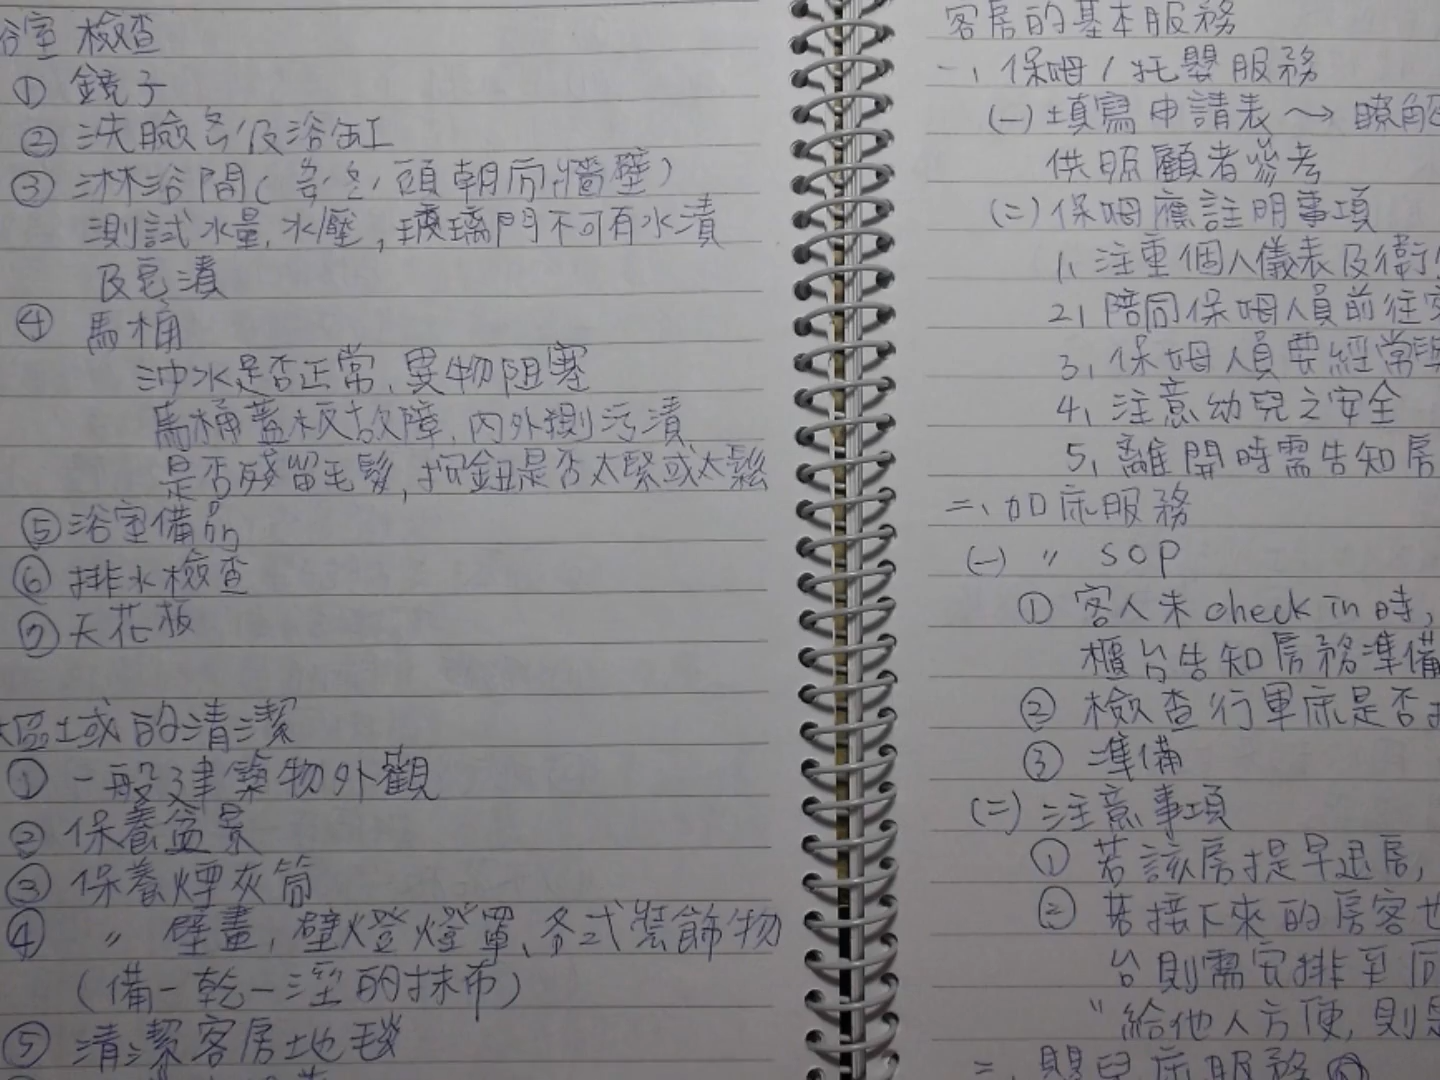 浴室 檢查
① 鏡子
② 洗臉台及浴缸
③ 淋浴間(  頭朝向牆壁)
測試水量,水壓,玻璃門不可有水漬
及皂漬
④ 馬桶
沖水是否正常,異物阻塞
馬桶蓋板故障,內外側污漬
是否殘留毛髮,按鈕是否太緊或太鬆
⑤ 浴室備品
⑥ 排水檢查
⑦ 天花板
區域的清潔
① 一般建築物外觀
② 保養盆景
③ 保養煙灰筒
④ 〃 壁畫,壁燈燈罩、各式裝飾物
(備一乾一溼的抹布)
⑤ 清潔客房地毯
客房的基本服務
一、保姆/托嬰服務
(一)填寫申請表~>瞭解
供照顧者參考
(二)保姆應註明事項
1、注重個人儀表及衛
2、陪同保姆人員前往
3、保姆人員要經常與
4、注意幼兒之安全
5、離開時需告知房
二、加床服務
(一) 〃 SOP
① 客人未check in時,
櫃台告知房務準備
② 檢查行軍床是否
③ 準備
(二)注意事項
① 若該房提早退房,
② 若接下來的房客也
台則需安排至同
"給他人方便,則是
嬰兒床服務